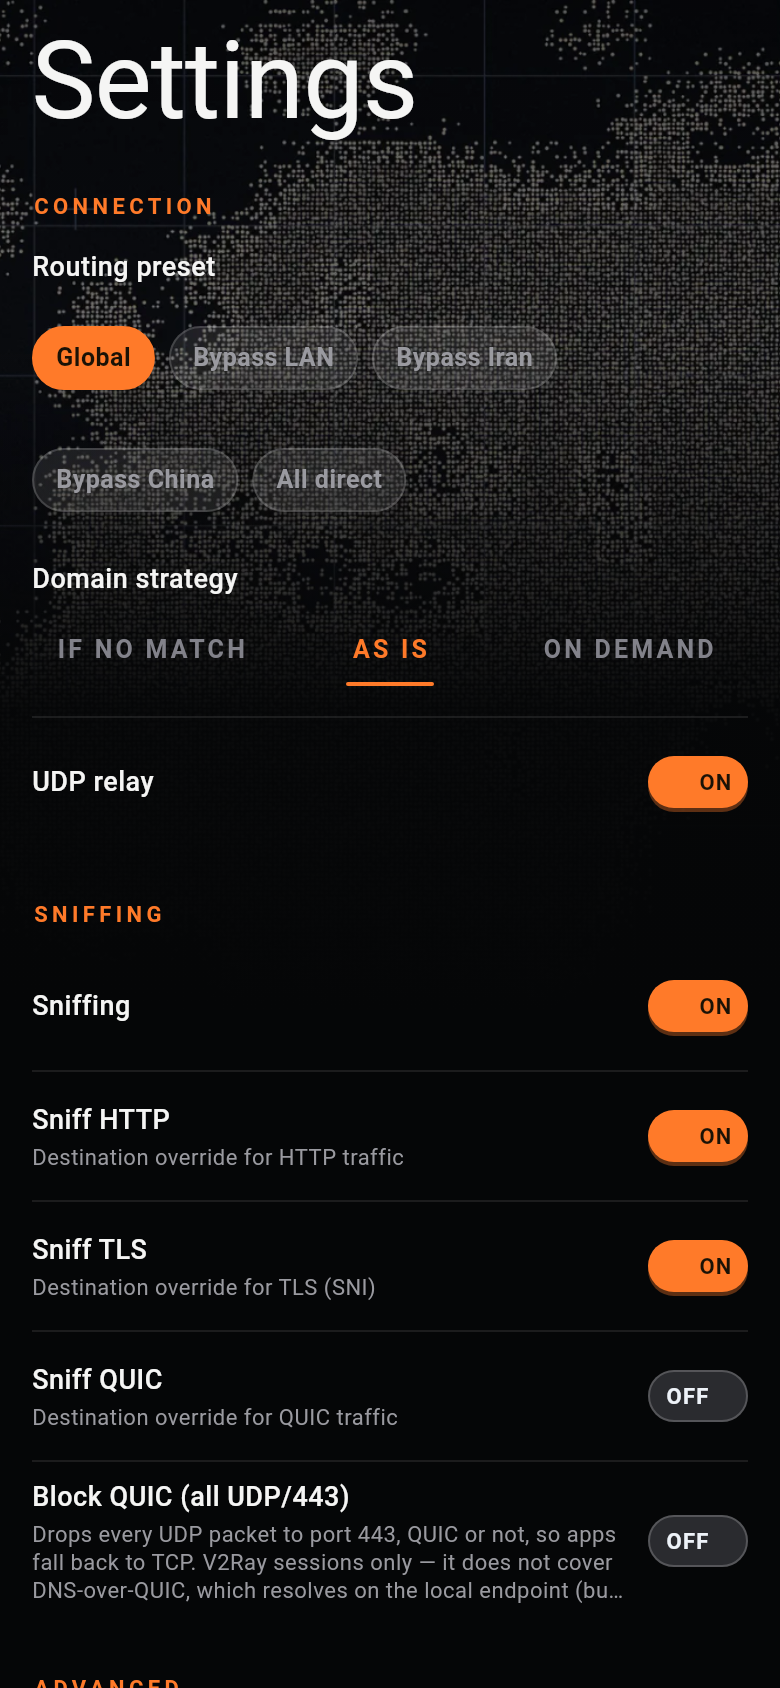 Settings
CONNECTION
Routing preset
Global
Bypass LAN
Bypass Iran
Bypass China
All direct
Domain strategy
IF NO MATCH
AS IS
ON DEMAND
UDP relay
ON
SNIFFING
Sniffing
ON
Sniff HTTP
Destination override for HTTP traffic
ON
Sniff TLS
Destination override for TLS (SNI)
ON
Sniff QUIC
Destination override for QUIC traffic
OFF
Block QUIC (all UDP/443)
Drops every UDP packet to port 443, QUIC or not, so apps
fall back to TCP. V2Ray sessions only — it does not cover
DNS-over-QUIC, which resolves on the local endpoint (bu…
OFF
ADVANCED